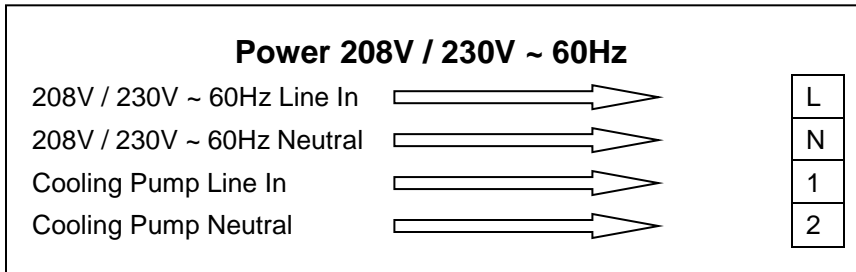 Power 208V / 230V ~ 60Hz
208V / 230V ~ 60Hz Line In L
208V / 230V ~ 60Hz Neutral N
Cooling Pump Line In 1
Cooling Pump Neutral 2